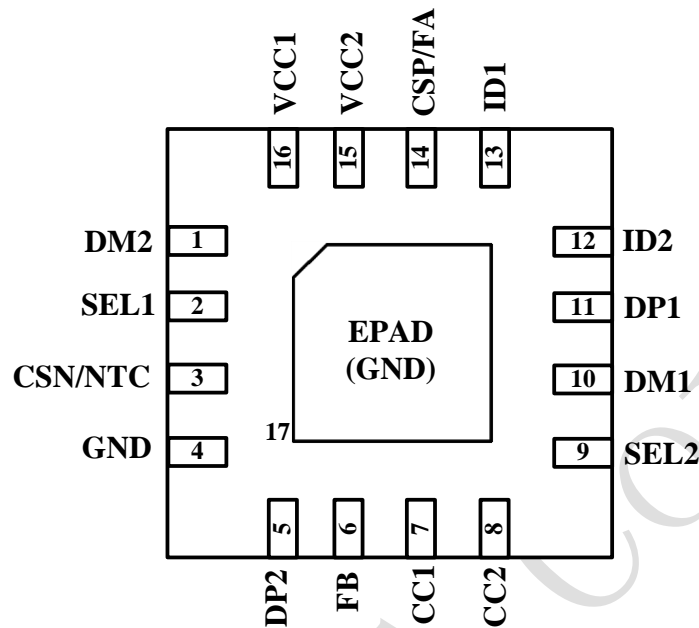 VCC1
VCC2
CSP/FA
ID1
16
15
14
13
DM2 1
12 ID2
SEL1 2
11 DP1
CSN/NTC 3
10 DM1
GND 4
9 SEL2
EPAD
(GND)
17
5
6
7
8
DP2
FB
CC1
CC2